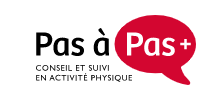 Pas à Pas+
CONSEIL ET SUIVI
EN ACTIVITÉ PHYSIQUE